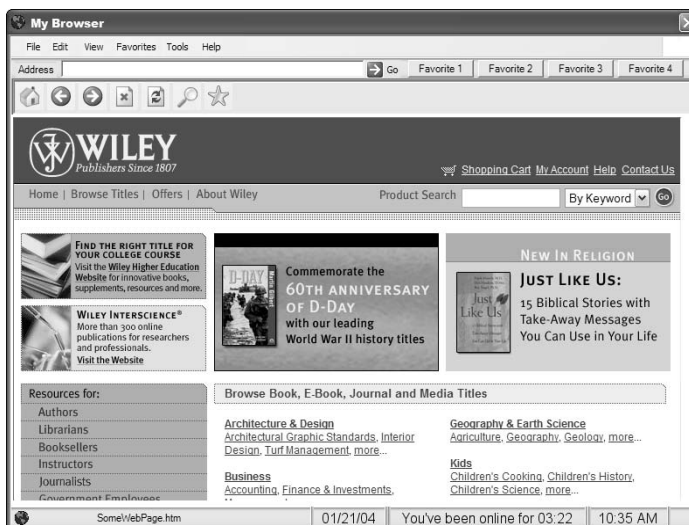 My Browser
File Edit View Favorites Tools Help
Address Go Favorite 1 Favorite 2 Favorite 3 Favorite 4
WILEY
Publishers Since 1807
Shopping Cart My Account Help Contact Us
Home | Browse Titles | Offers | About Wiley Product Search By Keyword Go
FIND THE RIGHT TITLE FOR
YOUR COLLEGE COURSE
Visit the Wiley Higher Education
Website for innovative books,
supplements, resources and more.
WILEY INTERSCIENCE®
More than 300 online
publications for researchers
and professionals.
Visit the Website
D-DAY
Martin Gilbert
Commemorate the
60TH ANNIVERSARY
OF D-DAY
with our leading
World War II history titles
NEW IN RELIGION
Just
Like Us
JUST LIKE US:
15 Biblical Stories with
Take-Away Messages
You Can Use in Your Life
Resources for:
Authors
Librarians
Booksellers
Instructors
Journalists
Government Employees
Browse Book, E-Book, Journal and Media Titles
Architecture & Design
Architectural Graphic Standards, Interior
Design, Turf Management, more...
Business
Accounting, Finance & Investments,
Geography & Earth Science
Agriculture, Geography, Geology, more...
Kids
Children's Cooking, Children's History,
Children's Science, more...
SomeWebPage.htm 01/21/04 You've been online for 03:22 10:35 AM